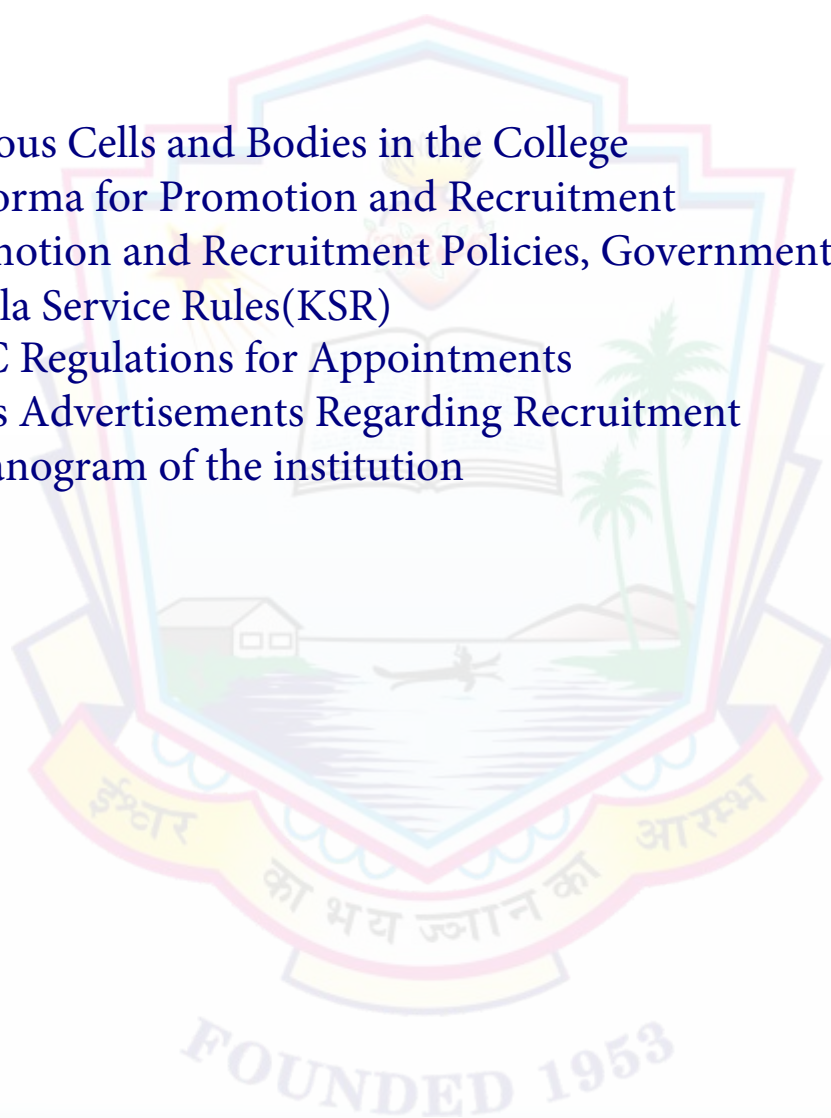 ous Cells and Bodies in the College
orma for Promotion and Recruitment
notion and Recruitment Policies, Government
la Service Rules(KSR)
C Regulations for Appointments
s Advertisements Regarding Recruitment
anogram of the institution
ईश्वर का भय ज्ञान का आरम्भ
FOUNDED 1953